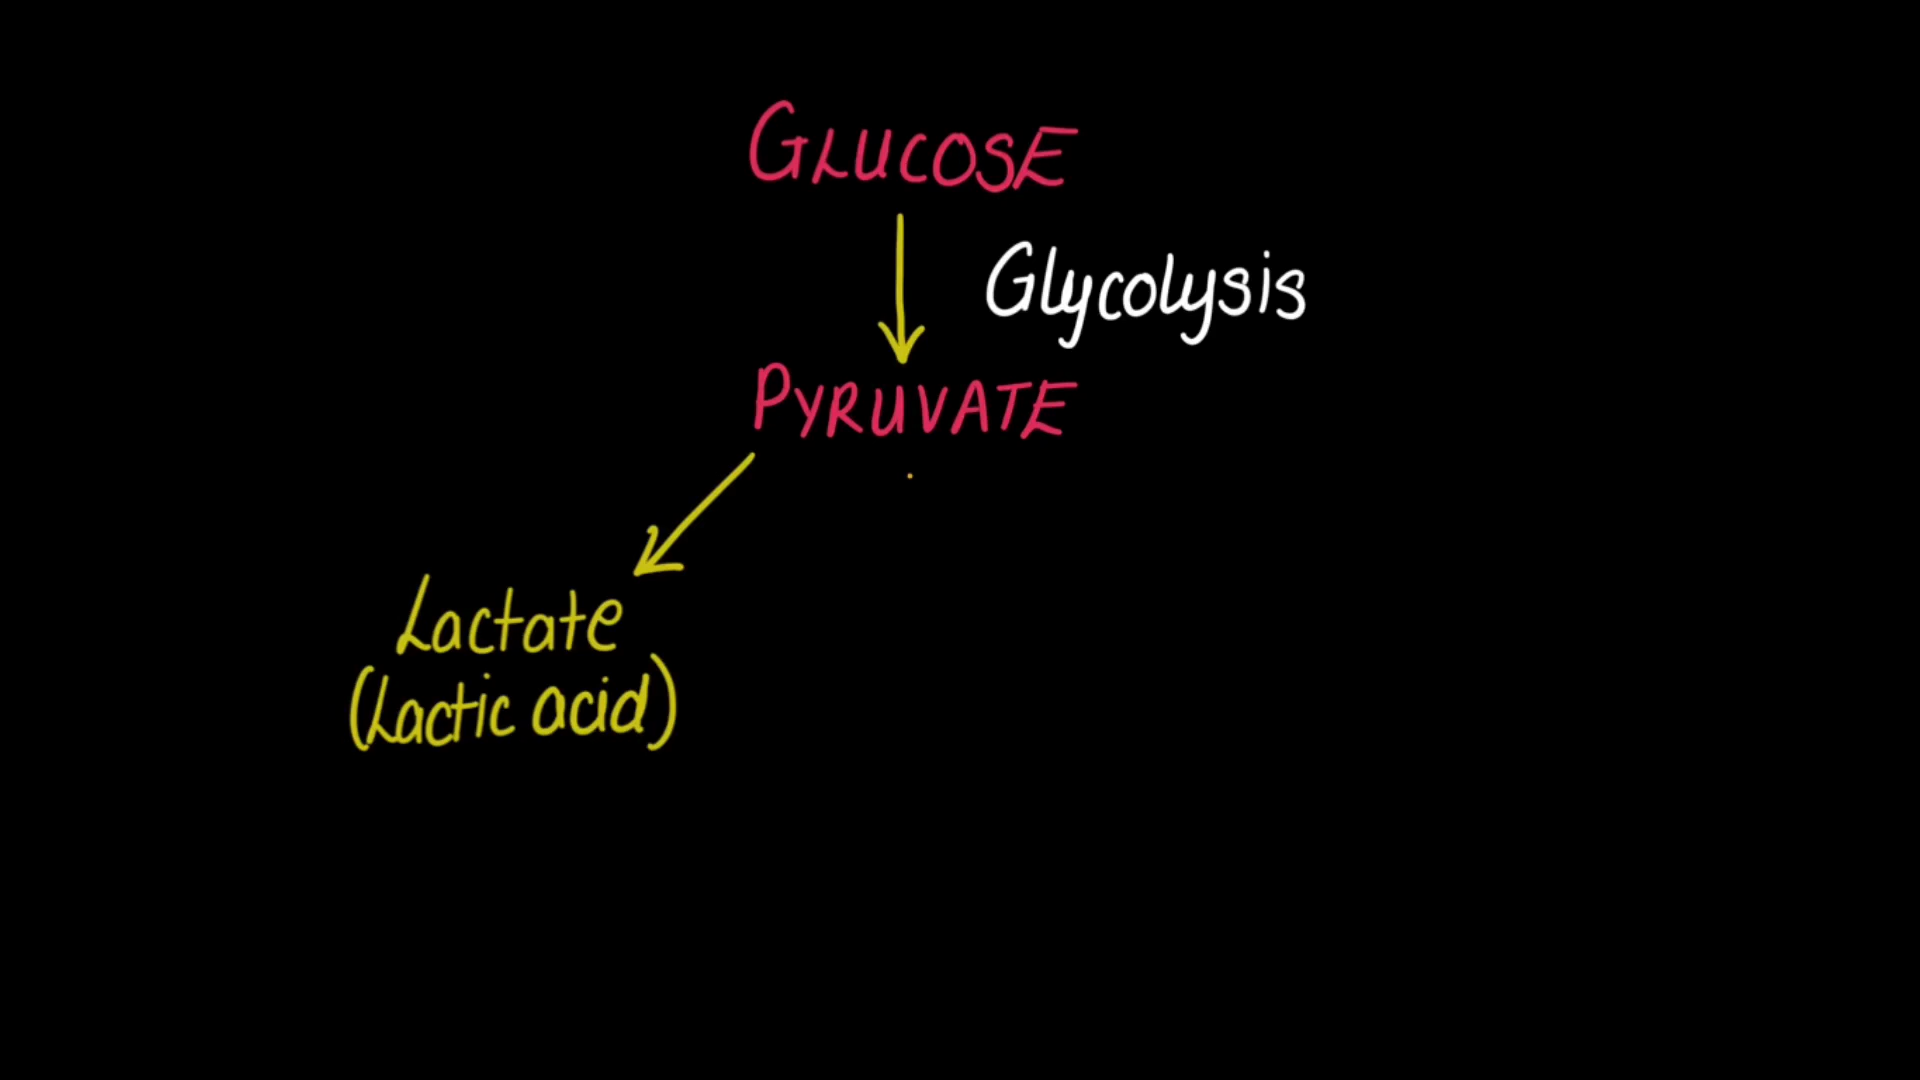 GLUCOSE
Glycolysis
PYRUVATE
Lactate
(Lactic acid)